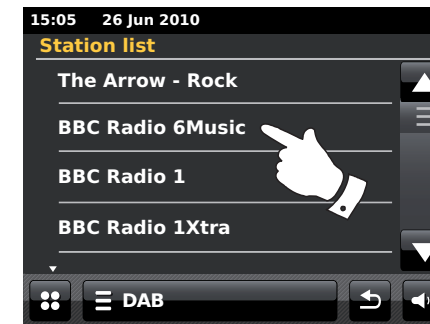 15:05 26 Jun 2010
Station list
The Arrow - Rock
BBC Radio 6Music
BBC Radio 1
BBC Radio 1Xtra
DAB